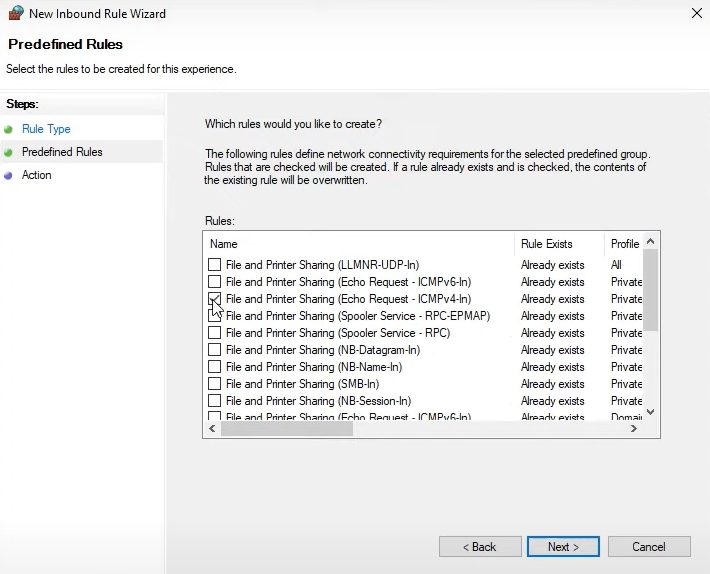 New Inbound Rule Wizard
Predefined Rules
Select the rules to be created for this experience.
Steps:
Rule Type
Predefined Rules
Action
Which rules would you like to create?
The following rules define network connectivity requirements for the selected predefined group.
Rules that are checked will be created. If a rule already exists and is checked, the contents of
the existing rule will be overwritten.
Rules:
Name Rule Exists Profile
File and Printer Sharing (LLMNR-UDP-In) Already exists All
File and Printer Sharing (Echo Request - ICMPv6-In) Already exists Private
File and Printer Sharing (Echo Request - ICMPv4-In) Already exists Private
File and Printer Sharing (Spooler Service - RPC-EPMAP) Already exists Private
File and Printer Sharing (Spooler Service - RPC) Already exists Private
File and Printer Sharing (NB-Datagram-In) Already exists Private
File and Printer Sharing (NB-Name-In) Already exists Private
File and Printer Sharing (SMB-In) Already exists Private
File and Printer Sharing (NB-Session-In) Already exists Private
File and Printer Sharing (Echo Request - ICMPv6-In) Already exists Domai
< Back Next > Cancel